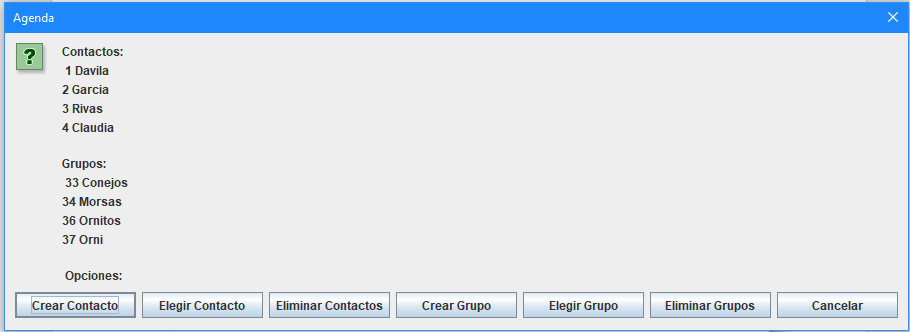 Agenda
?
Contactos:
1 Davila
2 Garcia
3 Rivas
4 Claudia
Grupos:
33 Conejos
34 Morsas
36 Ornitos
37 Orni
Opciones:
Crear Contacto Elegir Contacto Eliminar Contactos Crear Grupo Elegir Grupo Eliminar Grupos Cancelar